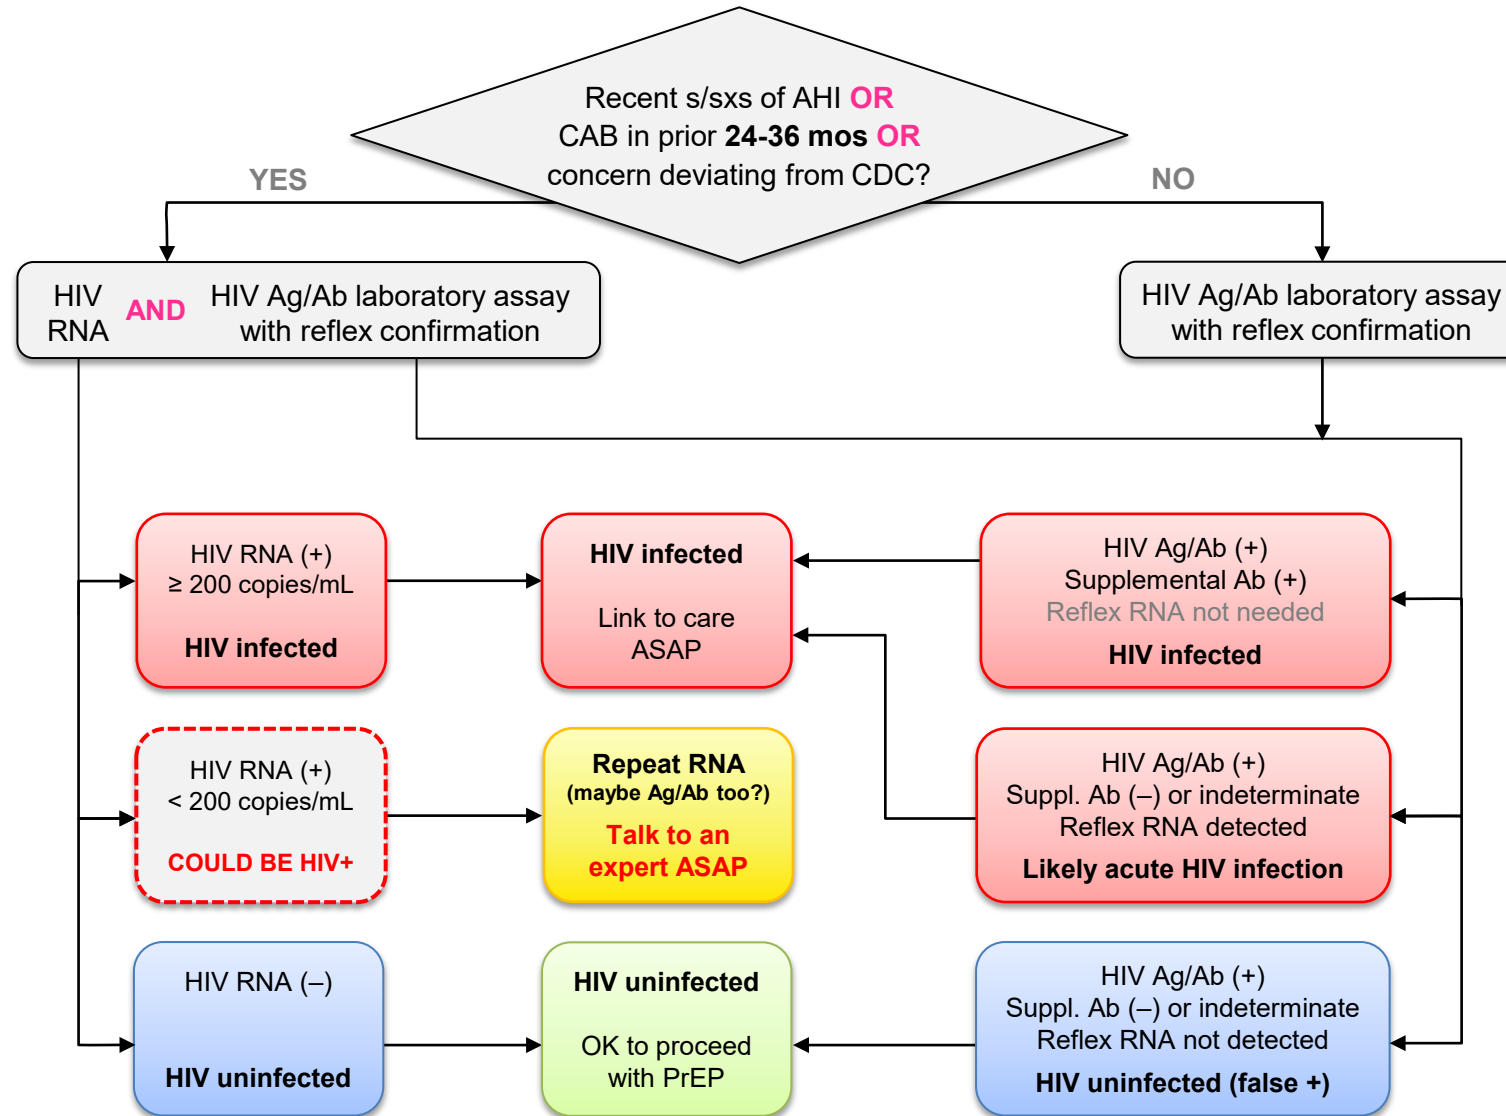 Recent s/sxs of AHI OR
CAB in prior 24-36 mos OR
concern deviating from CDC?
YES
NO
HIV
RNA
AND
HIV Ag/Ab laboratory assay
with reflex confirmation
HIV Ag/Ab laboratory assay
with reflex confirmation
HIV RNA (+)
≥ 200 copies/mL
HIV infected
HIV infected
Link to care
ASAP
HIV Ag/Ab (+)
Supplemental Ab (+)
Reflex RNA not needed
HIV infected
HIV RNA (+)
< 200 copies/mL
COULD BE HIV+
Repeat RNA
(maybe Ag/Ab too?)
Talk to an
expert ASAP
HIV Ag/Ab (+)
Suppl. Ab (–) or indeterminate
Reflex RNA detected
Likely acute HIV infection
HIV RNA (–)
HIV uninfected
HIV uninfected
OK to proceed
with PrEP
HIV Ag/Ab (+)
Suppl. Ab (–) or indeterminate
Reflex RNA not detected
HIV uninfected (false +)